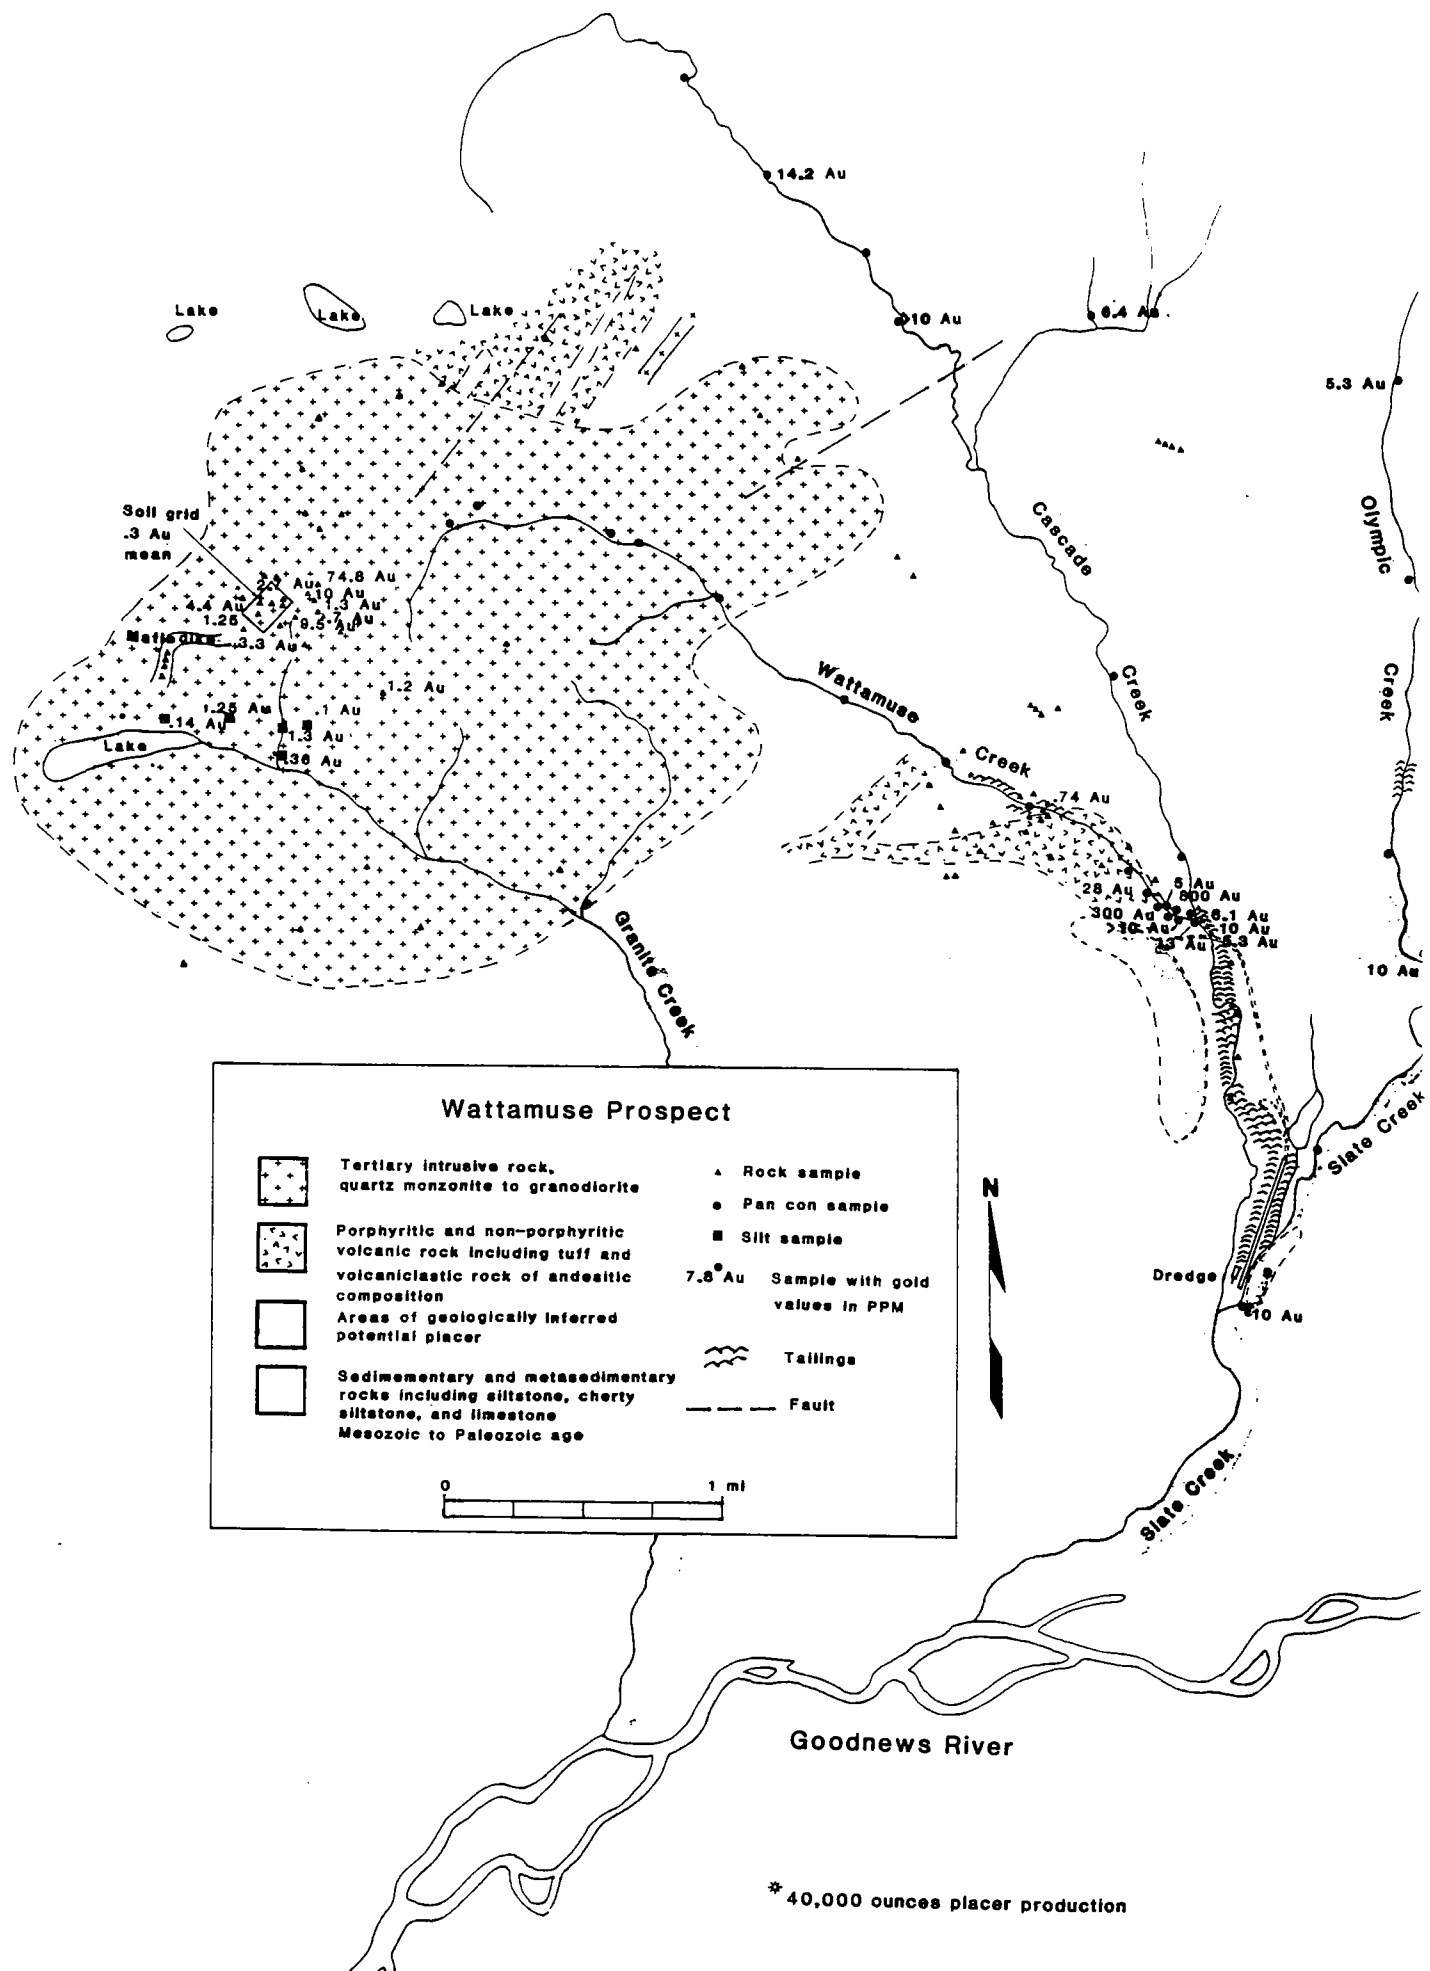 14.2 Au
Lake
Lake
Lake
10 Au
6.4 Au
5.3 Au
Soil grid
.3 Au
mean
Cascade
Olympic
74.8 Au
10 Au
1.3 Au
4.4 Au
1.25
9.5 Au
3.3 Au
1.2 Au
Wattamuse
Creek
Creek
1.25 Au
.1 Au
.14 Au
1.3 Au
.36 Au
Lake
Creek
.74 Au
5 Au
28 Au
800 Au
300 Au
6.1 Au
10 Au
13 Au
5.3 Au
10 Au
Granite Creek
Wattamuse Prospect
Tertiary intrusive rock,
quartz monzonite to granodiorite
Porphyritic and non-porphyritic
volcanic rock including tuff and
volcaniclastic rock of andesitic
composition
Areas of geologically inferred
potential placer
Sedimementary and metasedimentary
rocks including siltstone, cherty
siltstone, and limestone
Mesozoic to Paleozoic age
Rock sample
Pan con sample
Silt sample
7.8 Au Sample with gold
values in PPM
Tailings
Fault
0 1 mi
N
Slate Creek
Dredge
10 Au
Slate Creek
Goodnews River
* 40,000 ounces placer production